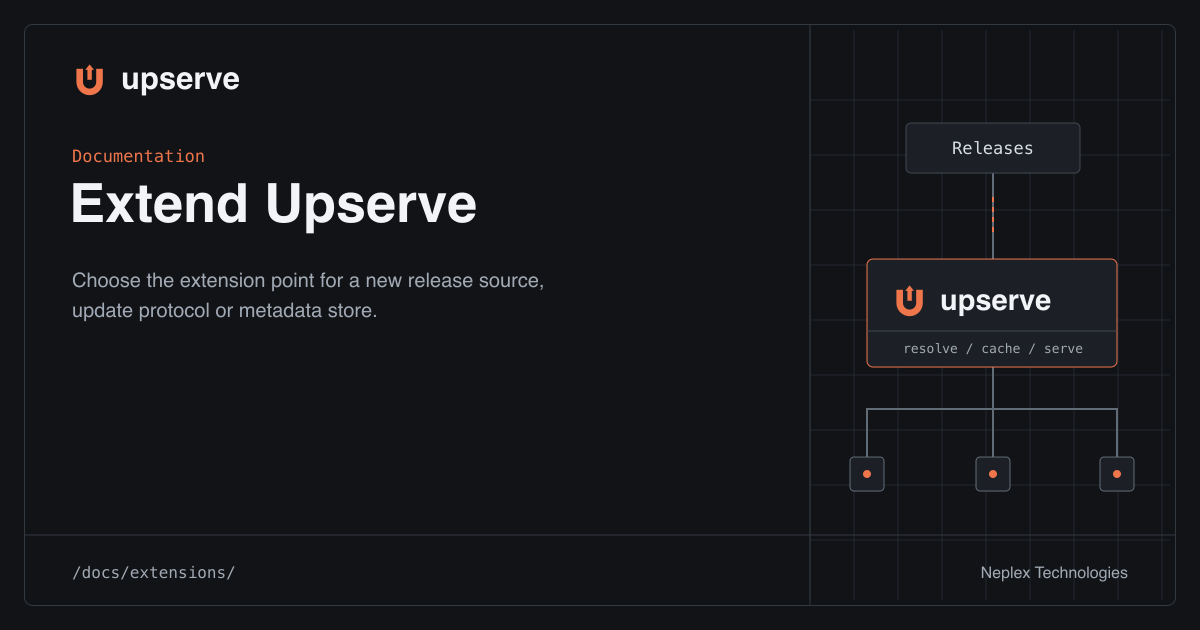 upserve
Documentation
Extend Upserve
Choose the extension point for a new release source,
update protocol or metadata store.
Releases
upserve
resolve / cache / serve
/docs/extensions/
Neplex Technologies